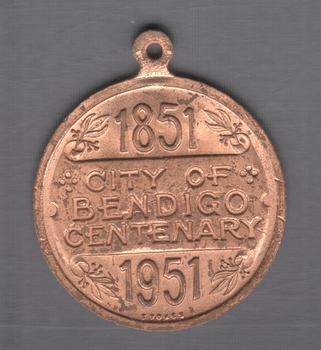 1851
CITY OF
BENDIGO
CENTENARY
1951